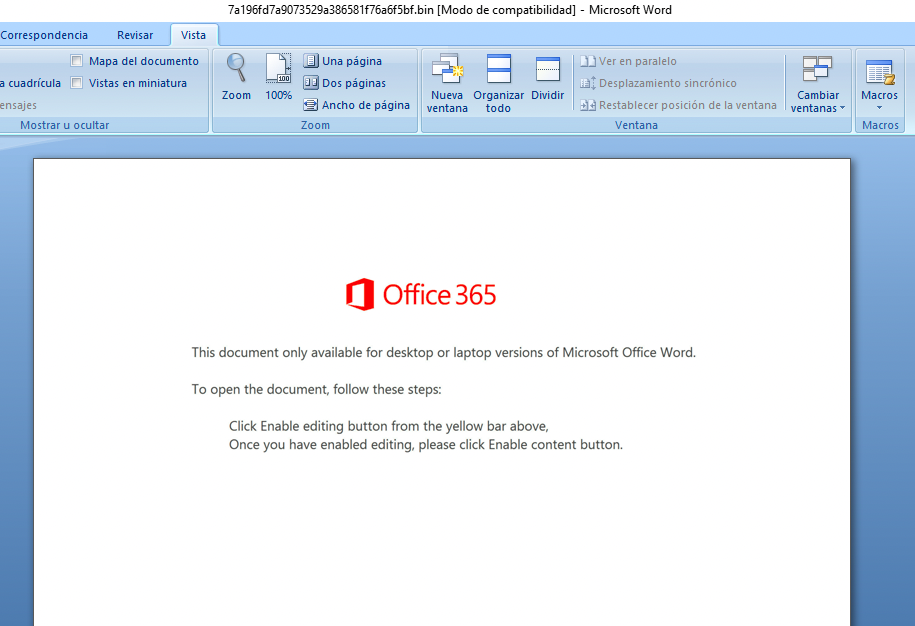 7a196fd7a9073529a386581f76a6f5bf.bin [Modo de compatibilidad] - Microsoft Word
Correspondencia Revisar Vista
Mapa del documento
a cuadrícula Vistas en miniatura
ensajes
Mostrar u ocultar
Zoom 100%
100
Una página
Dos páginas
Ancho de página
Zoom
Nueva ventana
Organizar todo
Dividir
Ver en paralelo
Desplazamiento sincrónico
Restablecer posición de la ventana
Cambiar ventanas
Ventana
Macros
Macros
Office 365
This document only available for desktop or laptop versions of Microsoft Office Word.
To open the document, follow these steps:
Click Enable editing button from the yellow bar above,
Once you have enabled editing, please click Enable content button.